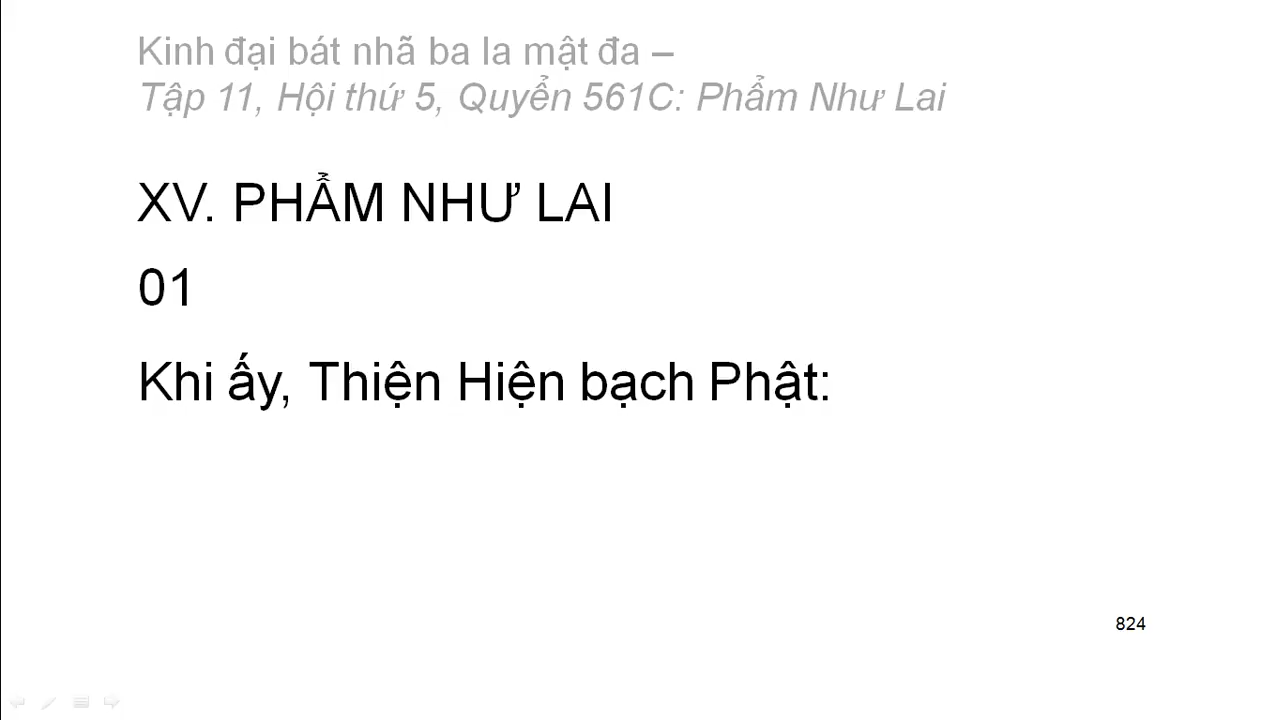 Kinh đại bát nhã ba la mật đa –
Tập 11, Hội thứ 5, Quyển 561C: Phẩm Như Lai
XV. PHẨM NHƯ LAI
01
Khi ấy, Thiện Hiện bạch Phật:
824